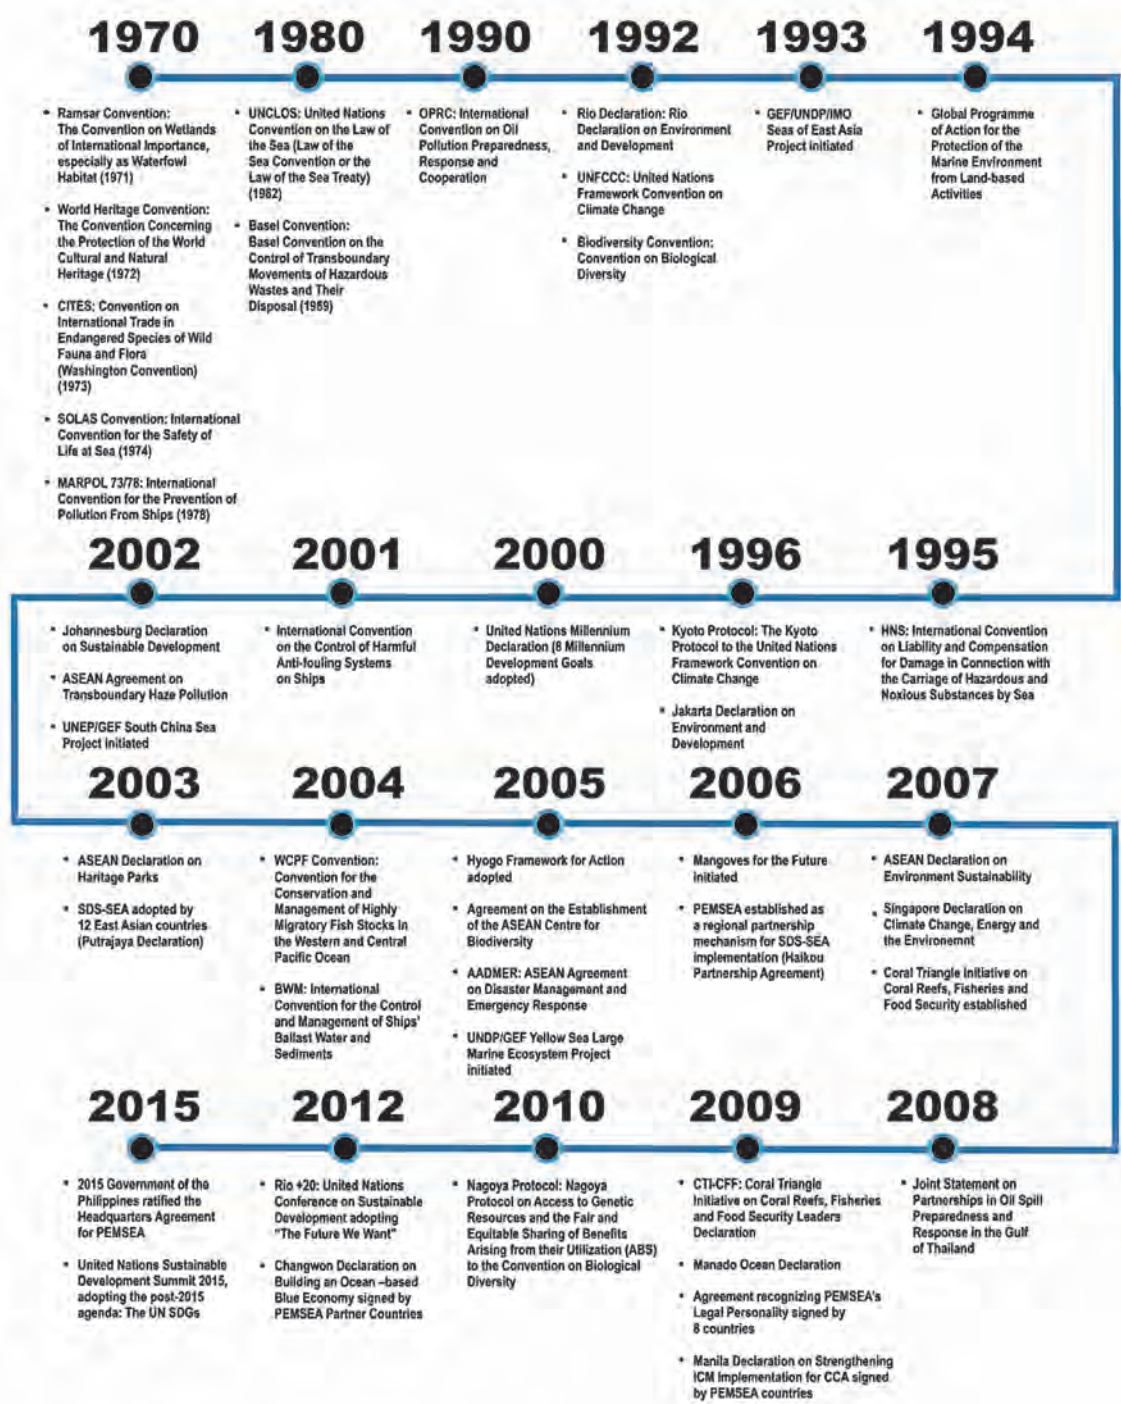 1970
1980
1990
1992
1993
1994
• Ramsar Convention:
The Convention on Wetlands
of International Importance,
especially as Waterfowl
Habitat (1971)
• World Heritage Convention:
The Convention Concerning
the Protection of the World
Cultural and Natural
Heritage (1972)
• CITES: Convention on
International Trade in
Endangered Species of Wild
Fauna and Flora
(Washington Convention)
(1973)
• SOLAS Convention: International
Convention for the Safety of
Life at Sea (1974)
• MARPOL 73/78: International
Convention for the Prevention of
Pollution From Ships (1978)
• UNCLOS: United Nations
Convention on the Law of
the Sea (Law of the
Sea Convention or the
Law of the Sea Treaty)
(1982)
• Basel Convention:
Basel Convention on the
Control of Transboundary
Movements of Hazardous
Wastes and Their
Disposal (1989)
• OPRC: International
Convention on Oil
Pollution Preparedness,
Response and
Cooperation
• Rio Declaration: Rio
Declaration on Environment
and Development
• UNFCCC: United Nations
Framework Convention on
Climate Change
• Biodiversity Convention:
Convention on Biological
Diversity
• GEF/UNDP/IMO
Seas of East Asia
Project initiated
• Global Programme
of Action for the
Protection of the
Marine Environment
from Land-based
Activities
2002
2001
2000
1996
1995
• Johannesburg Declaration
on Sustainable Development
• ASEAN Agreement on
Transboundary Haze Pollution
• UNEP/GEF South China Sea
Project initiated
• International Convention
on the Control of Harmful
Anti-fouling Systems
on Ships
• United Nations Millennium
Declaration (8 Millennium
Development Goals
adopted)
• Kyoto Protocol: The Kyoto
Protocol to the United Nations
Framework Convention on
Climate Change
• Jakarta Declaration on
Environment and
Development
• HNS: International Convention
on Liability and Compensation
for Damage in Connection with
the Carriage of Hazardous and
Noxious Substances by Sea
2003
2004
2005
2006
2007
• ASEAN Declaration on
Haritage Parks
• SDS-SEA adopted by
12 East Asian countries
(Putrajaya Declaration)
• WCPF Convention:
Convention for the
Conservation and
Management of Highly
Migratory Fish Stocks in
the Western and Central
Pacific Ocean
• BWM: International
Convention for the Control
and Management of Ships'
Ballast Water and
Sediments
• Hyogo Framework for Action
adopted
• Agreement on the Establishment
of the ASEAN Centre for
Biodiversity
• AADMER: ASEAN Agreement
on Disaster Management and
Emergency Response
• UNDP/GEF Yellow Sea Large
Marine Ecosystem Project
initiated
• Mangoves for the Future
initiated
• PEMSEA established as
a regional partnership
mechanism for SDS-SEA
implementation (Haikou
Partnership Agreement)
• ASEAN Declaration on
Environment Sustainability
• Singapore Declaration on
Climate Change, Energy and
the Environemnt
• Coral Triangle Initiative on
Coral Reefs, Fisheries and
Food Security established
2015
2012
2010
2009
2008
• 2015 Government of the
Philippines ratified the
Headquarters Agreement
for PEMSEA
• United Nations Sustainable
Development Summit 2015,
adopting the post-2015
agenda: The UN SDGs
• Rio +20: United Nations
Conference on Sustainable
Development adopting
"The Future We Want"
• Changwon Declaration on
Building an Ocean –based
Blue Economy signed by
PEMSEA Partner Countries
• Nagoya Protocol: Nagoya
Protocol on Access to Genetic
Resources and the Fair and
Equitable Sharing of Benefits
Arising from their Utilization (ABS)
to the Convention on Biological
Diversity
• CTI-CFF: Coral Triangle
Initiative on Coral Reefs, Fisheries
and Food Security Leaders
Declaration
• Manado Ocean Declaration
• Agreement recognizing PEMSEA's
Legal Personality signed by
8 countries
• Manila Declaration on Strengthening
ICM Implementation for CCA signed
by PEMSEA countries
• Joint Statement on
Partnerships in Oil Spill
Preparedness and
Response in the Gulf
of Thailand